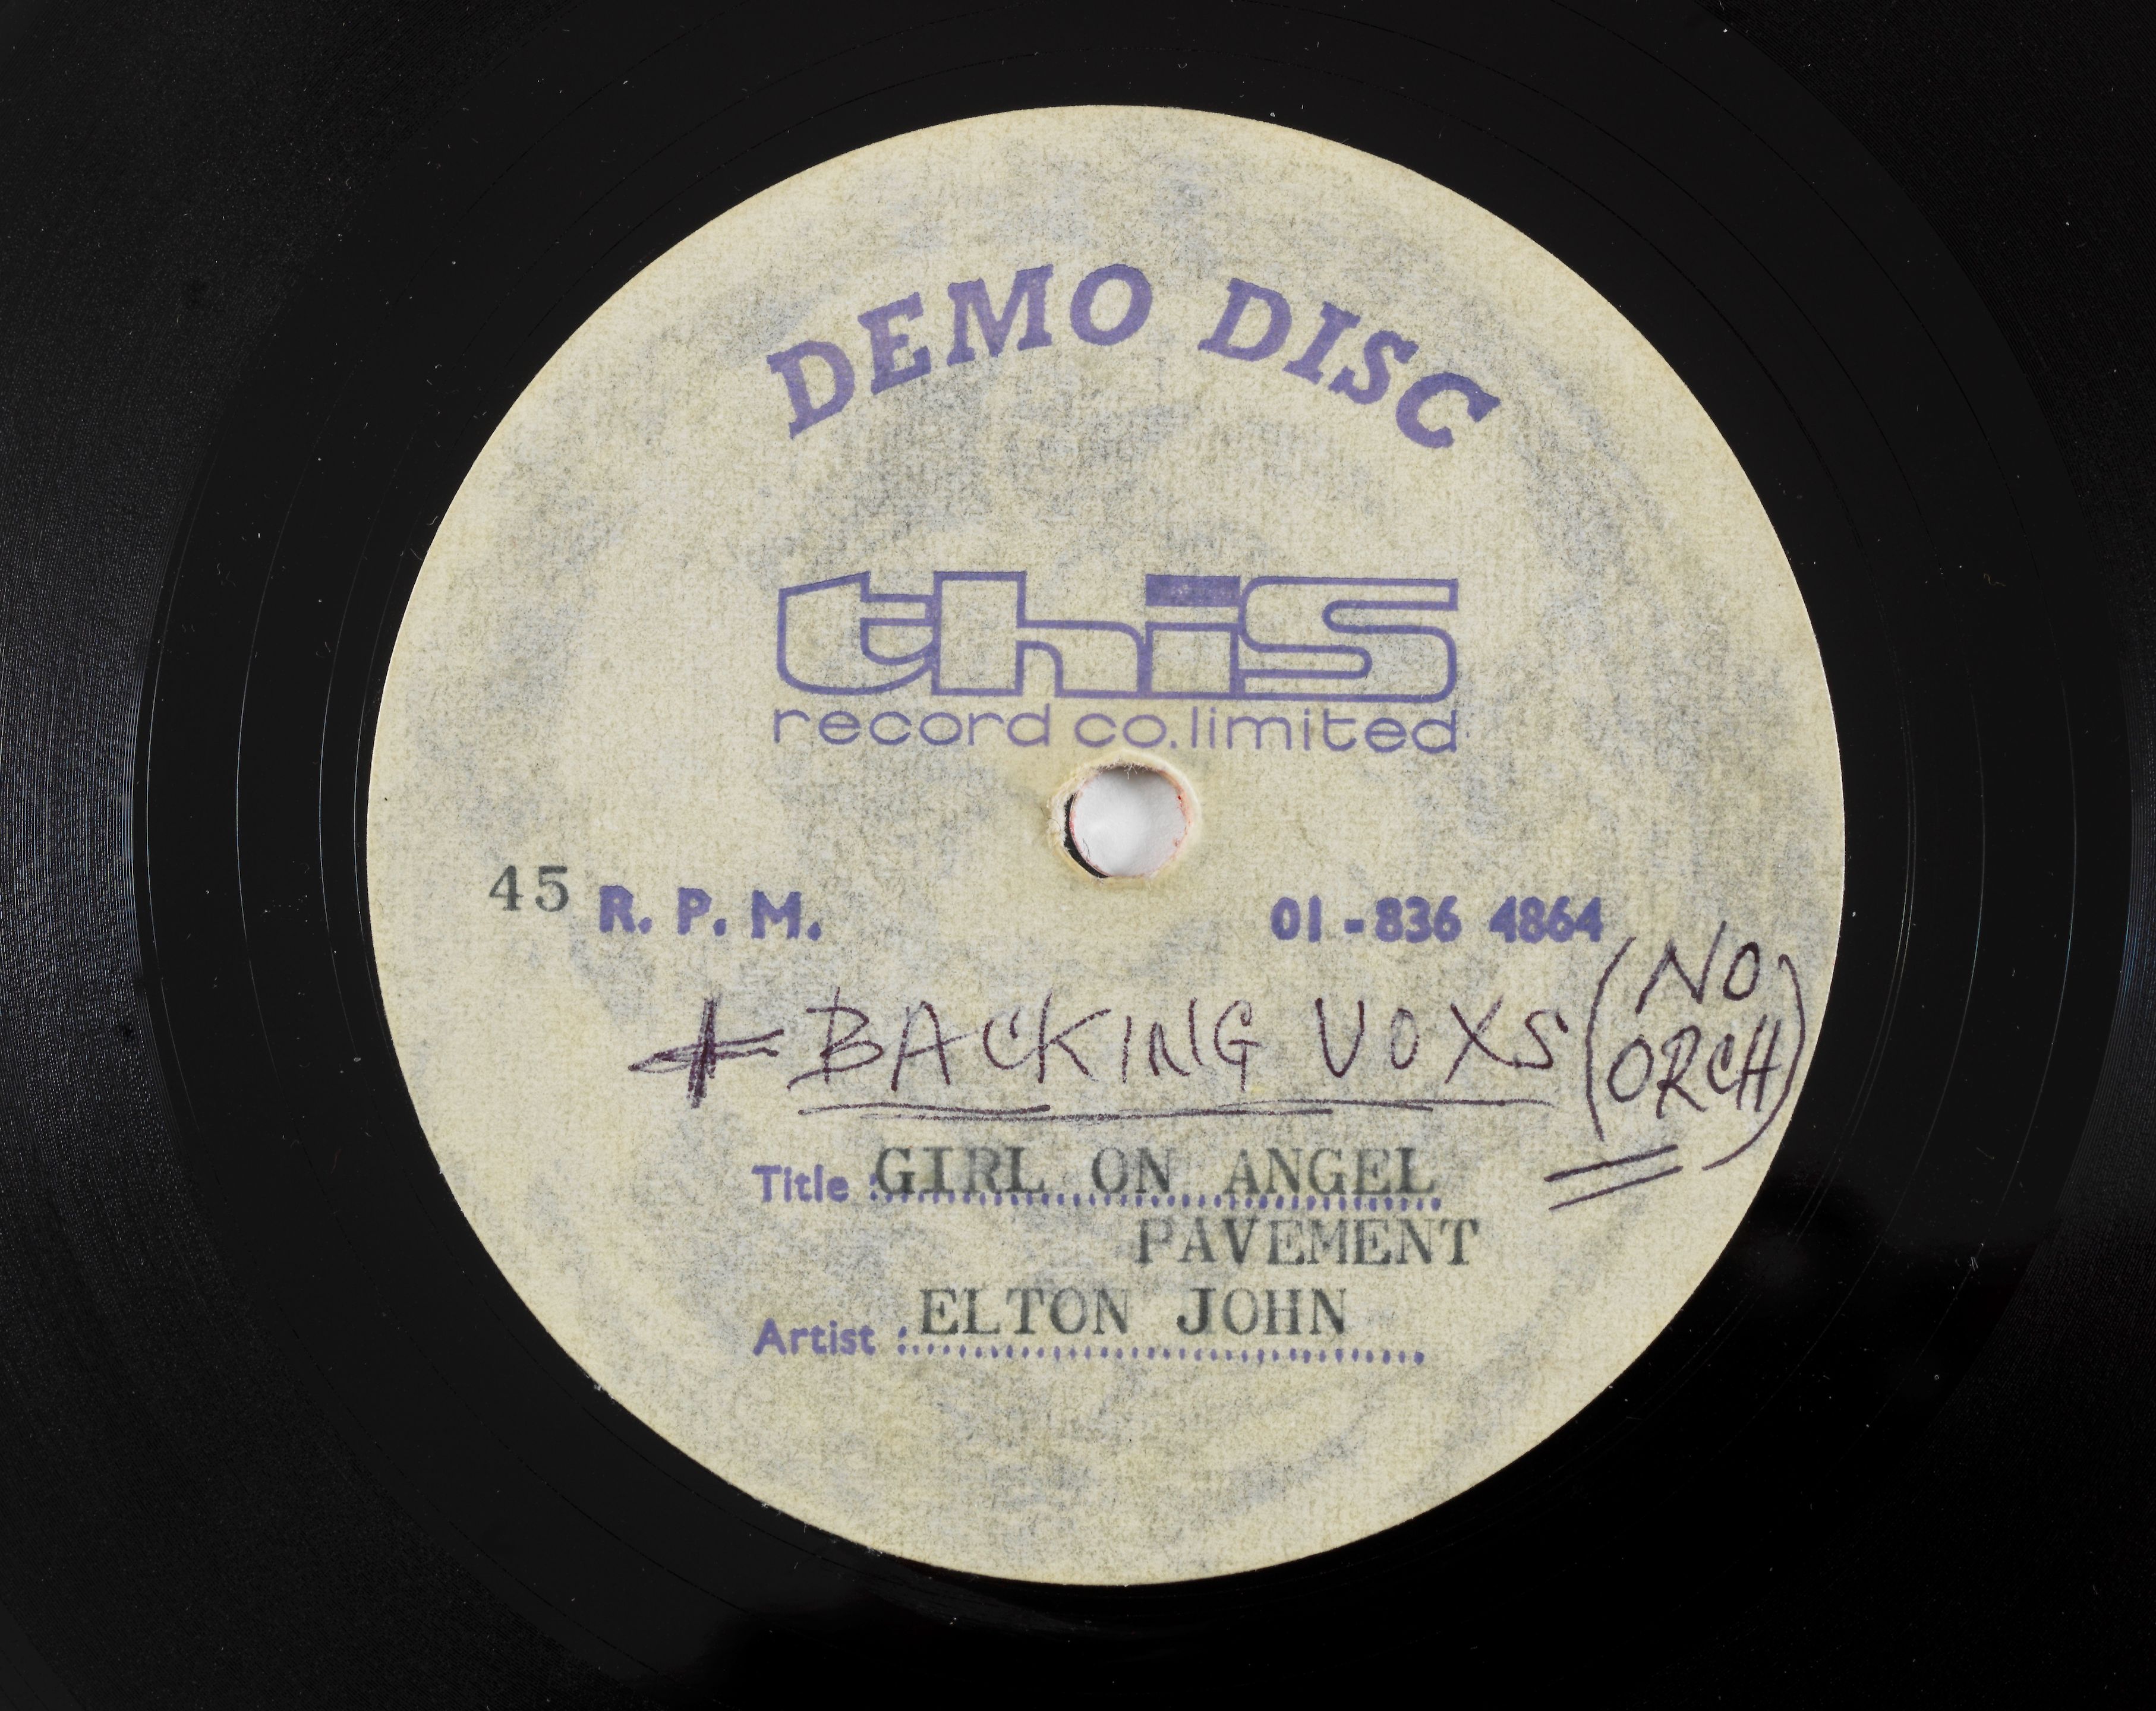 DEMO DISC
this
record co. limited
45 R. P. M. 01-836 4864
+ BACKING VOXS (NO
ORCH)
Title : GIRL ON ANGEL
PAVEMENT
Artist : ELTON JOHN